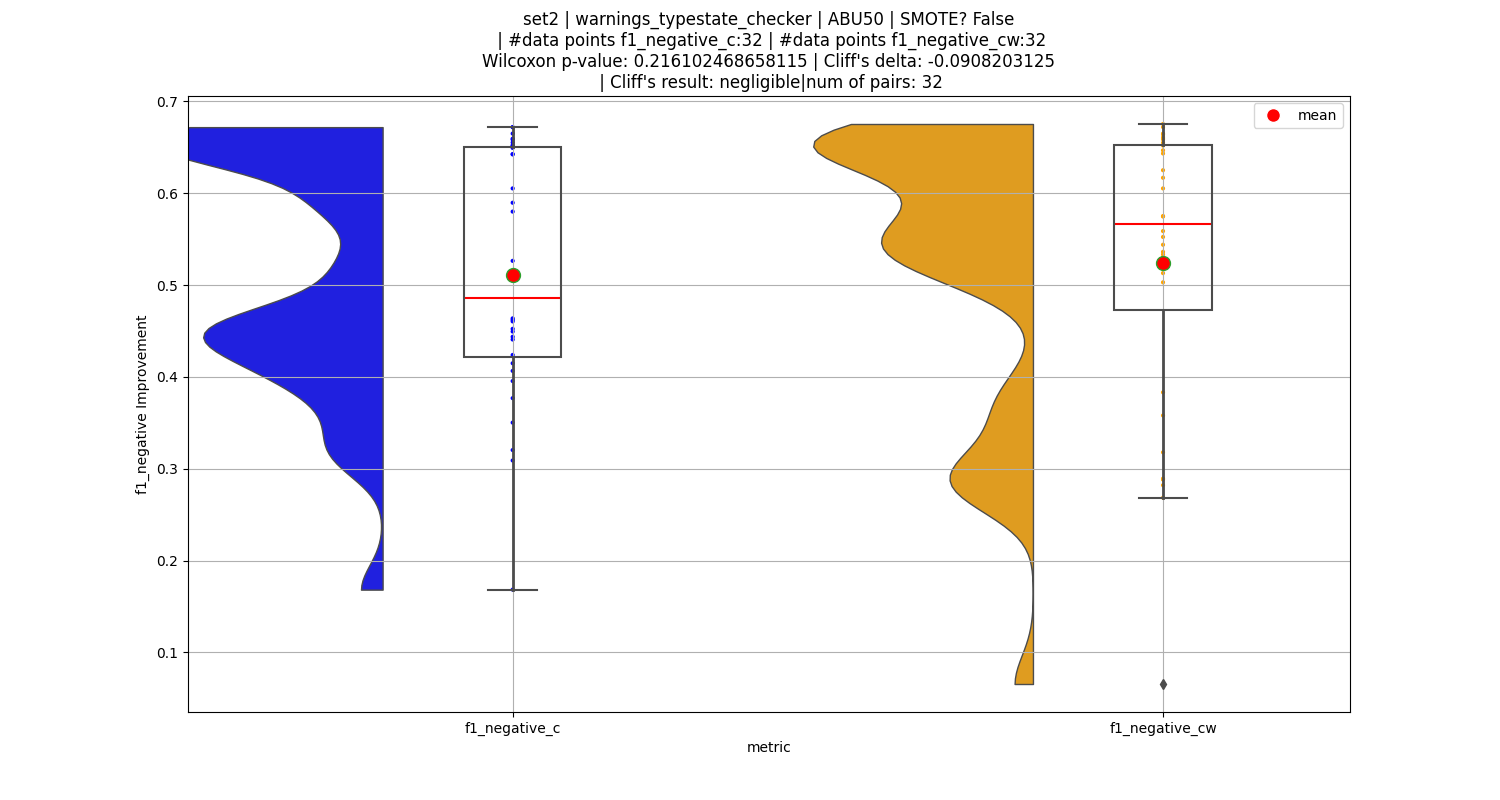 set2 | warnings_typestate_checker | ABU50 | SMOTE? False
| #data points f1_negative_c:32 | #data points f1_negative_cw:32
Wilcoxon p-value: 0.216102468658115 | Cliff's delta: -0.0908203125
| Cliff's result: negligible|num of pairs: 32
0.7
mean
0.6
0.5
0.4
0.3
0.2
0.1
f1_negative Improvement
f1_negative_c
f1_negative_cw
metric